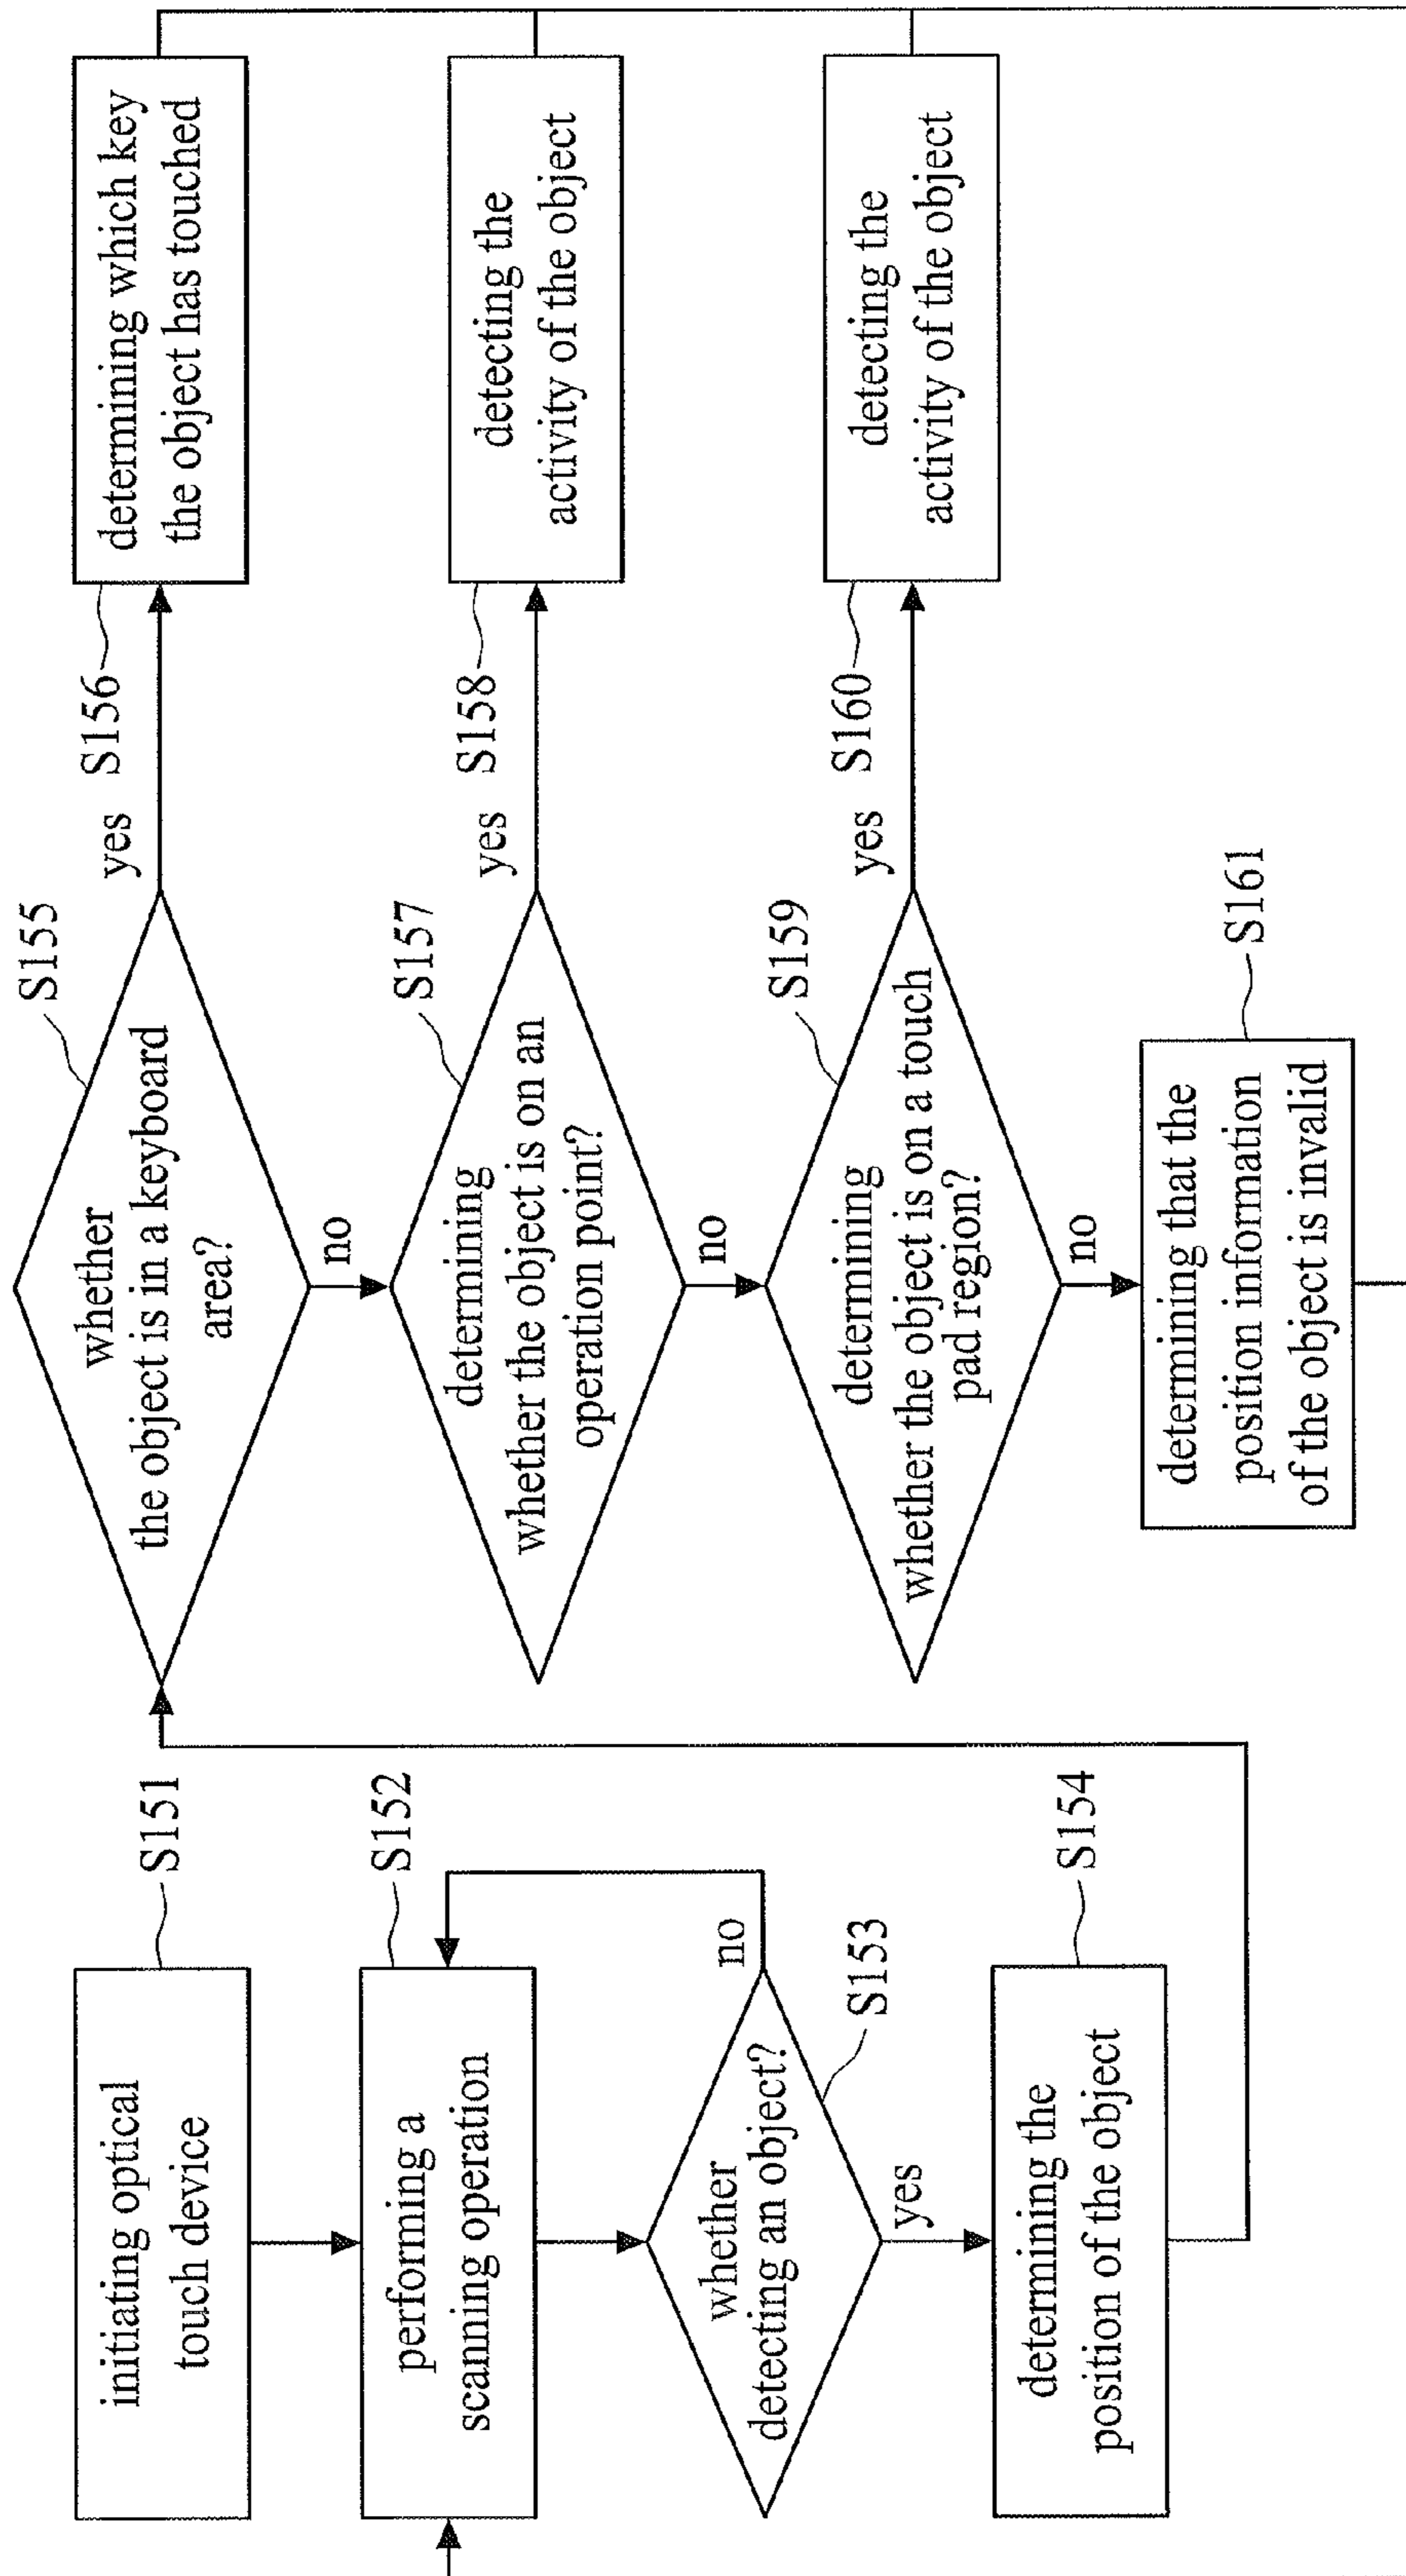 initiating optical
touch device
S151
performing a
scanning operation
S152
whether
detecting an object?
S153
no
yes
determining the
position of the object
S154
whether
the object is in a keyboard
area?
S155
yes
no
S156
determining which key
the object has touched
determining
whether the object is on an
operation point?
S157
yes
no
S158
detecting the
activity of the object
determining
whether the object is on a touch
pad region?
S159
yes
no
S160
detecting the
activity of the object
determining that the
position information
of the object is invalid
S161